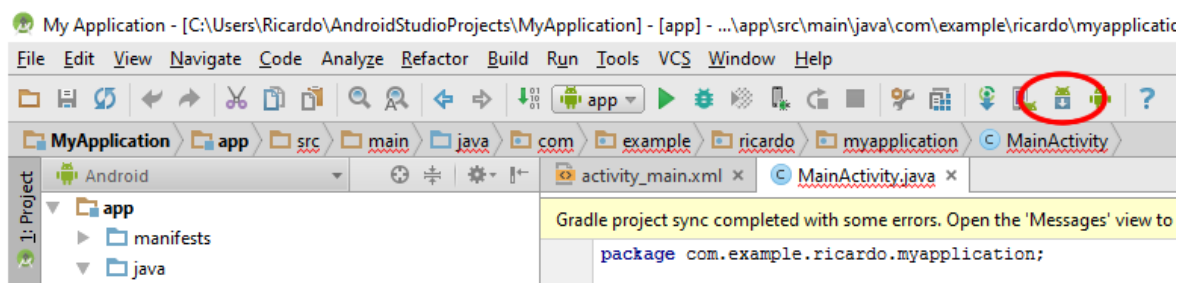 My Application - [C:\Users\Ricardo\AndroidStudioProjects\MyApplication] - [app] - ...\app\src\main\java\com\example\ricardo\myapplicatio
File Edit View Navigate Code Analyze Refactor Build Run Tools VCS Window Help
app ?
MyApplication app src main java com example ricardo myapplication MainActivity
1: Project
Android activity_main.xml × MainActivity.java ×
app
Gradle project sync completed with some errors. Open the 'Messages' view to
manifests
package com.example.ricardo.myapplication;
java